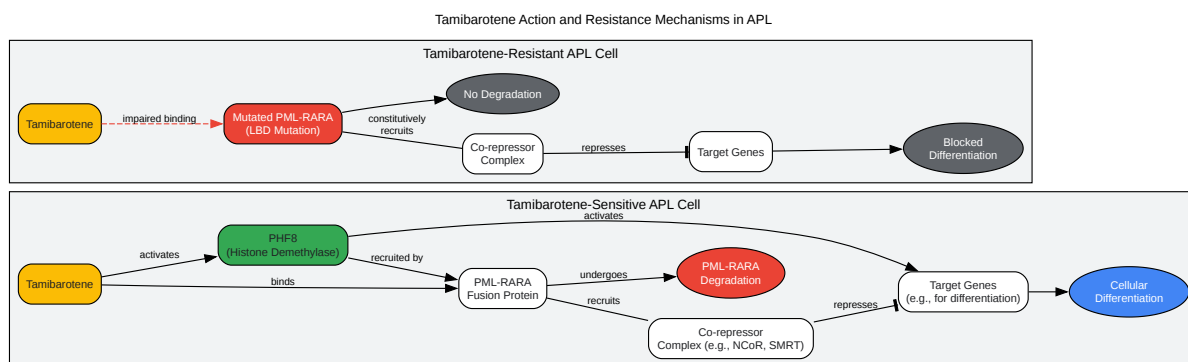 Tamibarotene Action and Resistance Mechanisms in APL
Tamibarotene-Resistant APL Cell
Tamibarotene
impaired binding
Mutated PML-RARA
(LBD Mutation)
No Degradation
constitutively
recruits
Co-repressor
Complex
represses
Target Genes
Blocked
Differentiation
Tamibarotene-Sensitive APL Cell
Tamibarotene
activates
PHF8
(Histone Demethylase)
activates
recruited by
binds
PML-RARA
Fusion Protein
undergoes
PML-RARA
Degradation
recruits
Co-repressor
Complex (e.g., NCoR, SMRT)
represses
Target Genes
(e.g., for differentiation)
Cellular
Differentiation